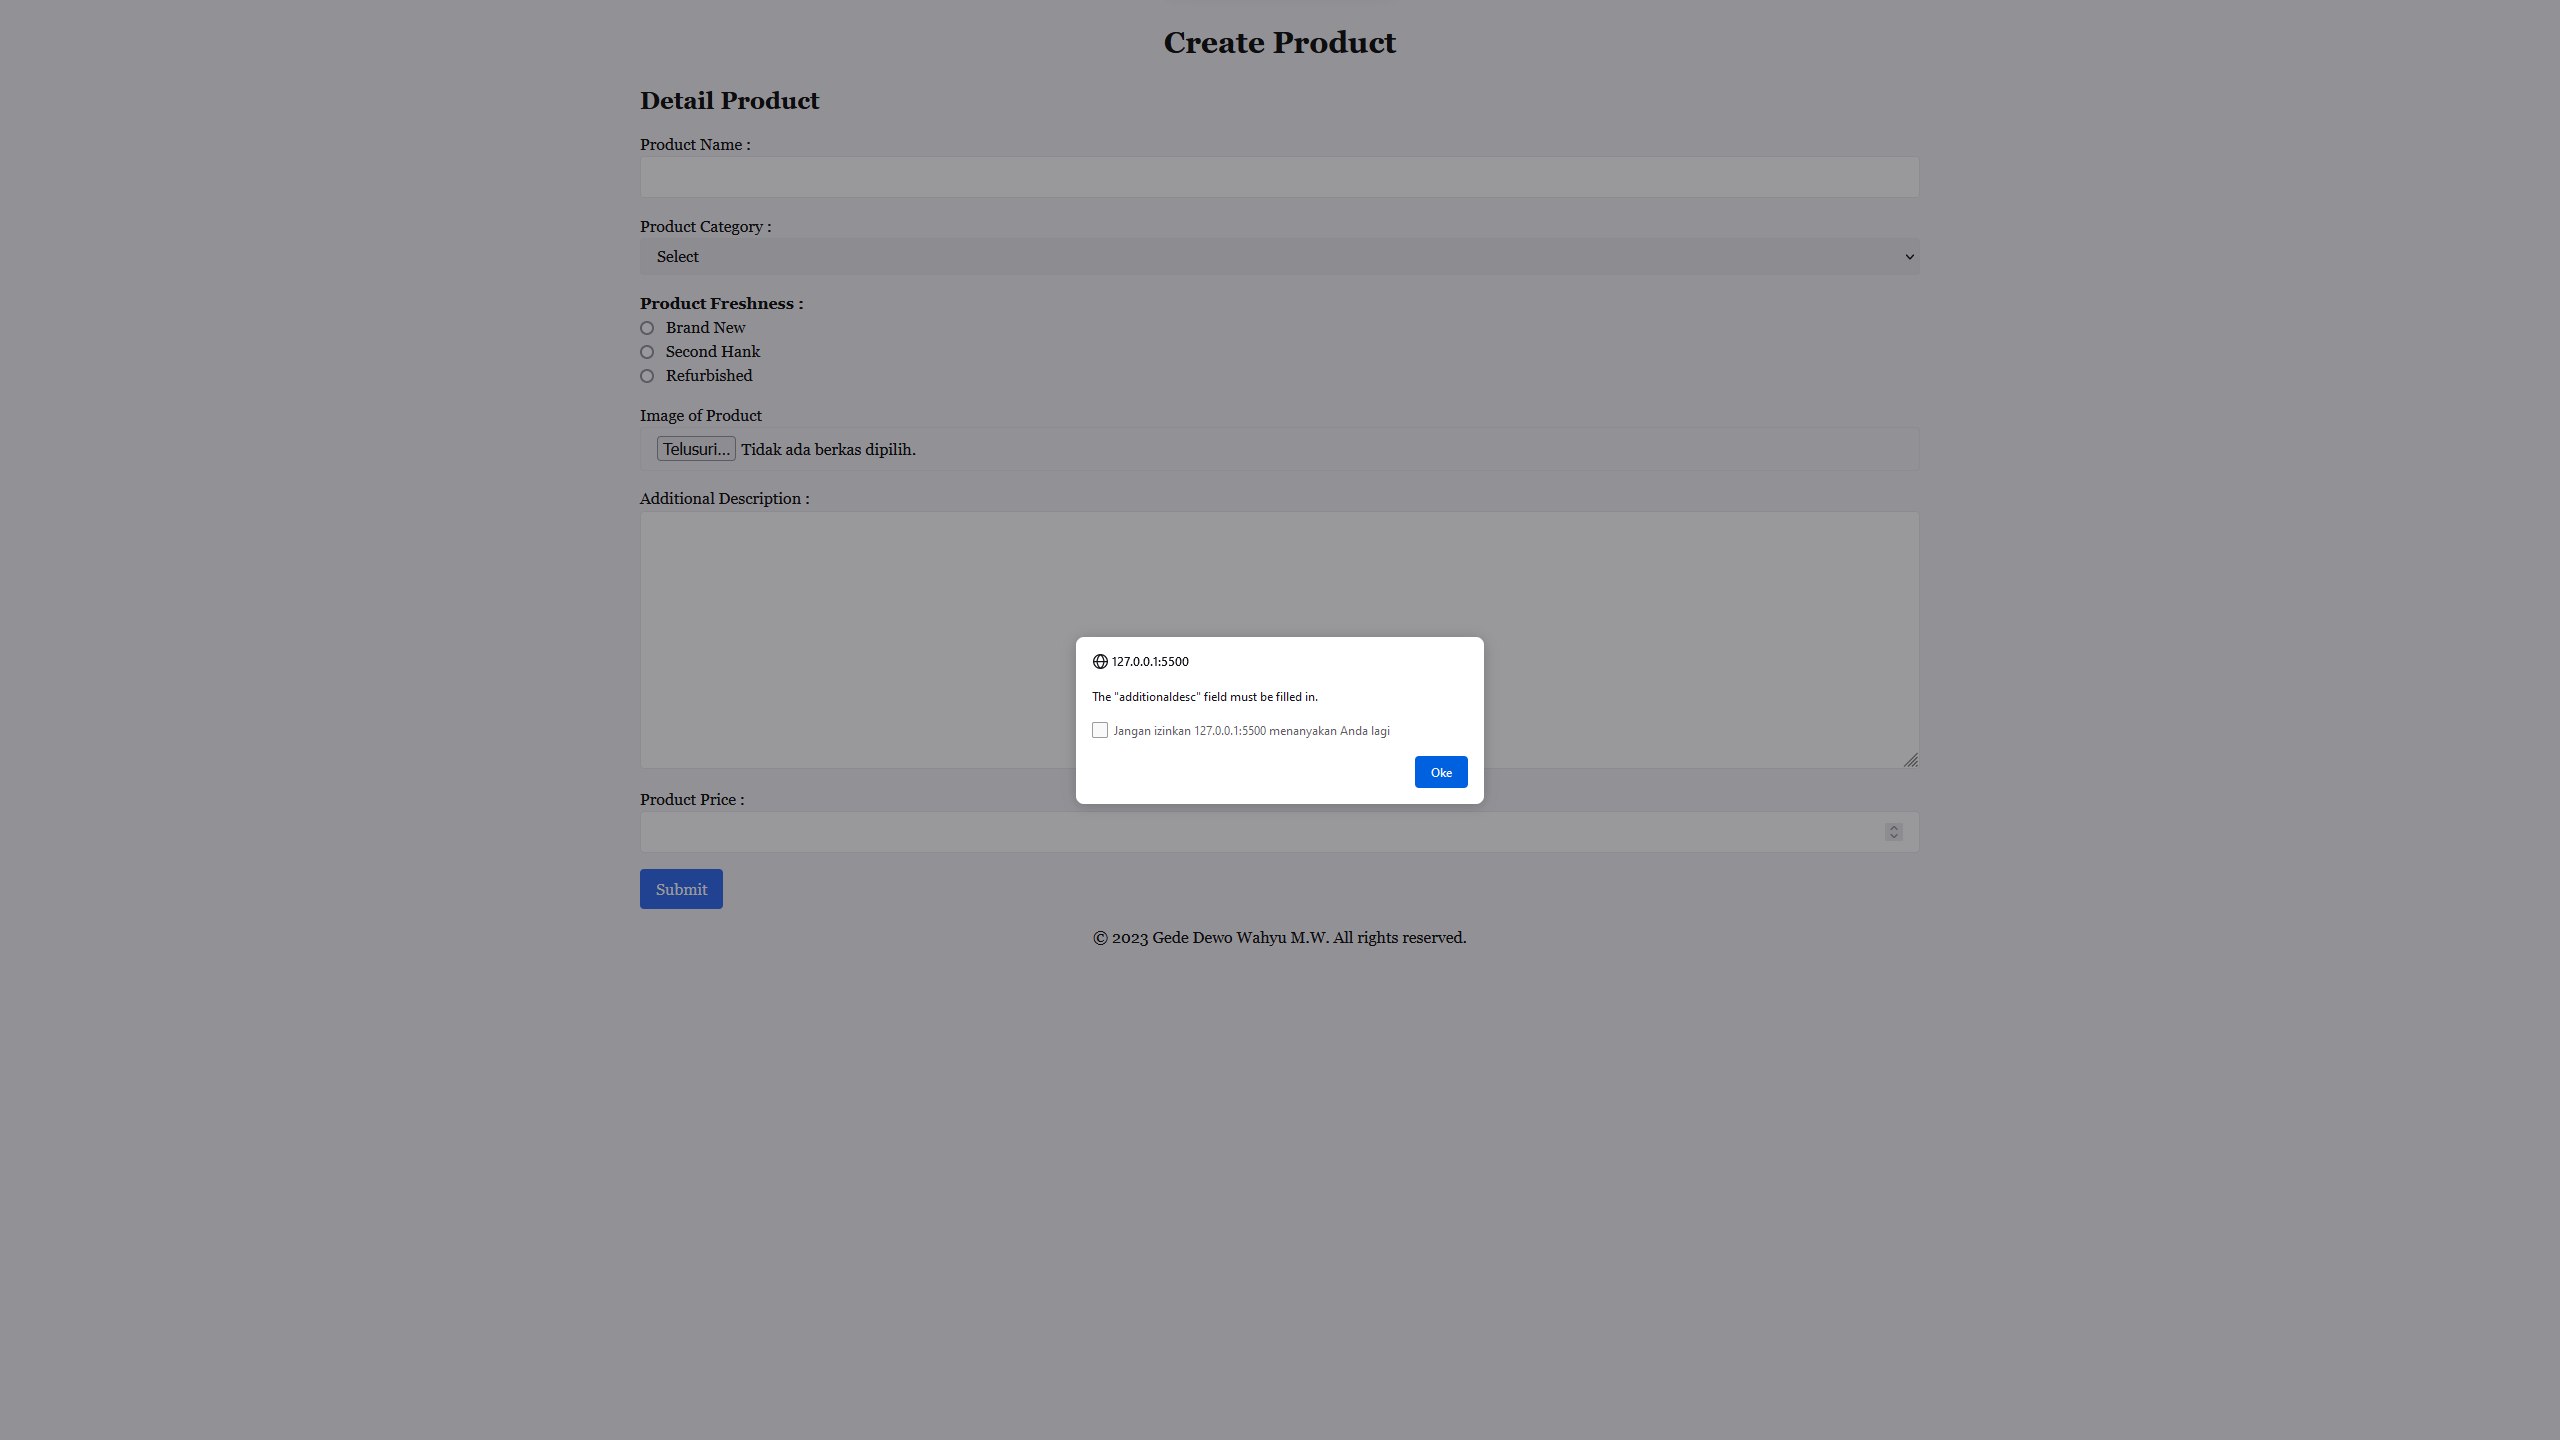 Create Product
Detail Product
Product Name :
Product Category :
Select
Product Freshness :
Brand New
Second Hank
Refurbished
Image of Product
Telusuri... Tidak ada berkas dipilih.
Additional Description :
127.0.0.1:5500
The "additionaldesc" field must be filled in.
Jangan izinkan 127.0.0.1:5500 menanyakan Anda lagi
Oke
Product Price :
Submit
© 2023 Gede Dewo Wahyu M.W. All rights reserved.